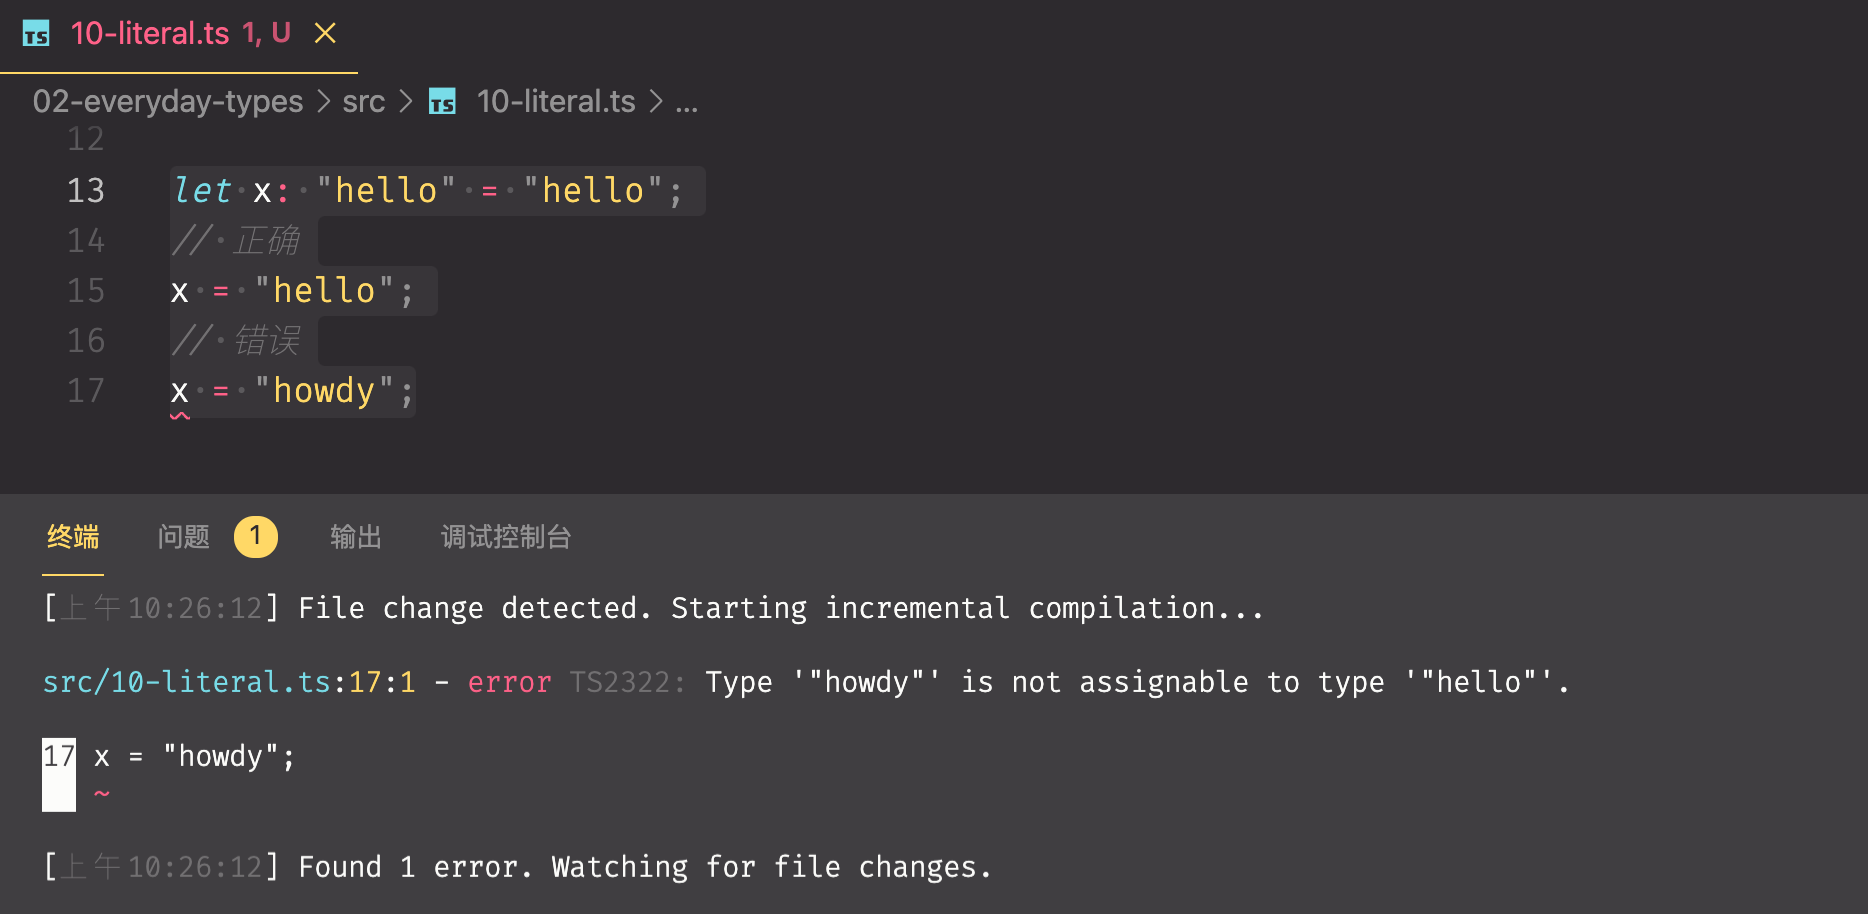 TS 10-literal.ts 1, U
02-everyday-types > src > TS 10-literal.ts > ...
12
13 let x: "hello" = "hello";
14 // 正确
15 x = "hello";
16 // 错误
17 x = "howdy";
终端 问题 1 输出 调试控制台
[上午10:26:12] File change detected. Starting incremental compilation...
src/10-literal.ts:17:1 - error TS2322: Type '"howdy"' is not assignable to type '"hello"'.
17 x = "howdy";
~
[上午10:26:12] Found 1 error. Watching for file changes.